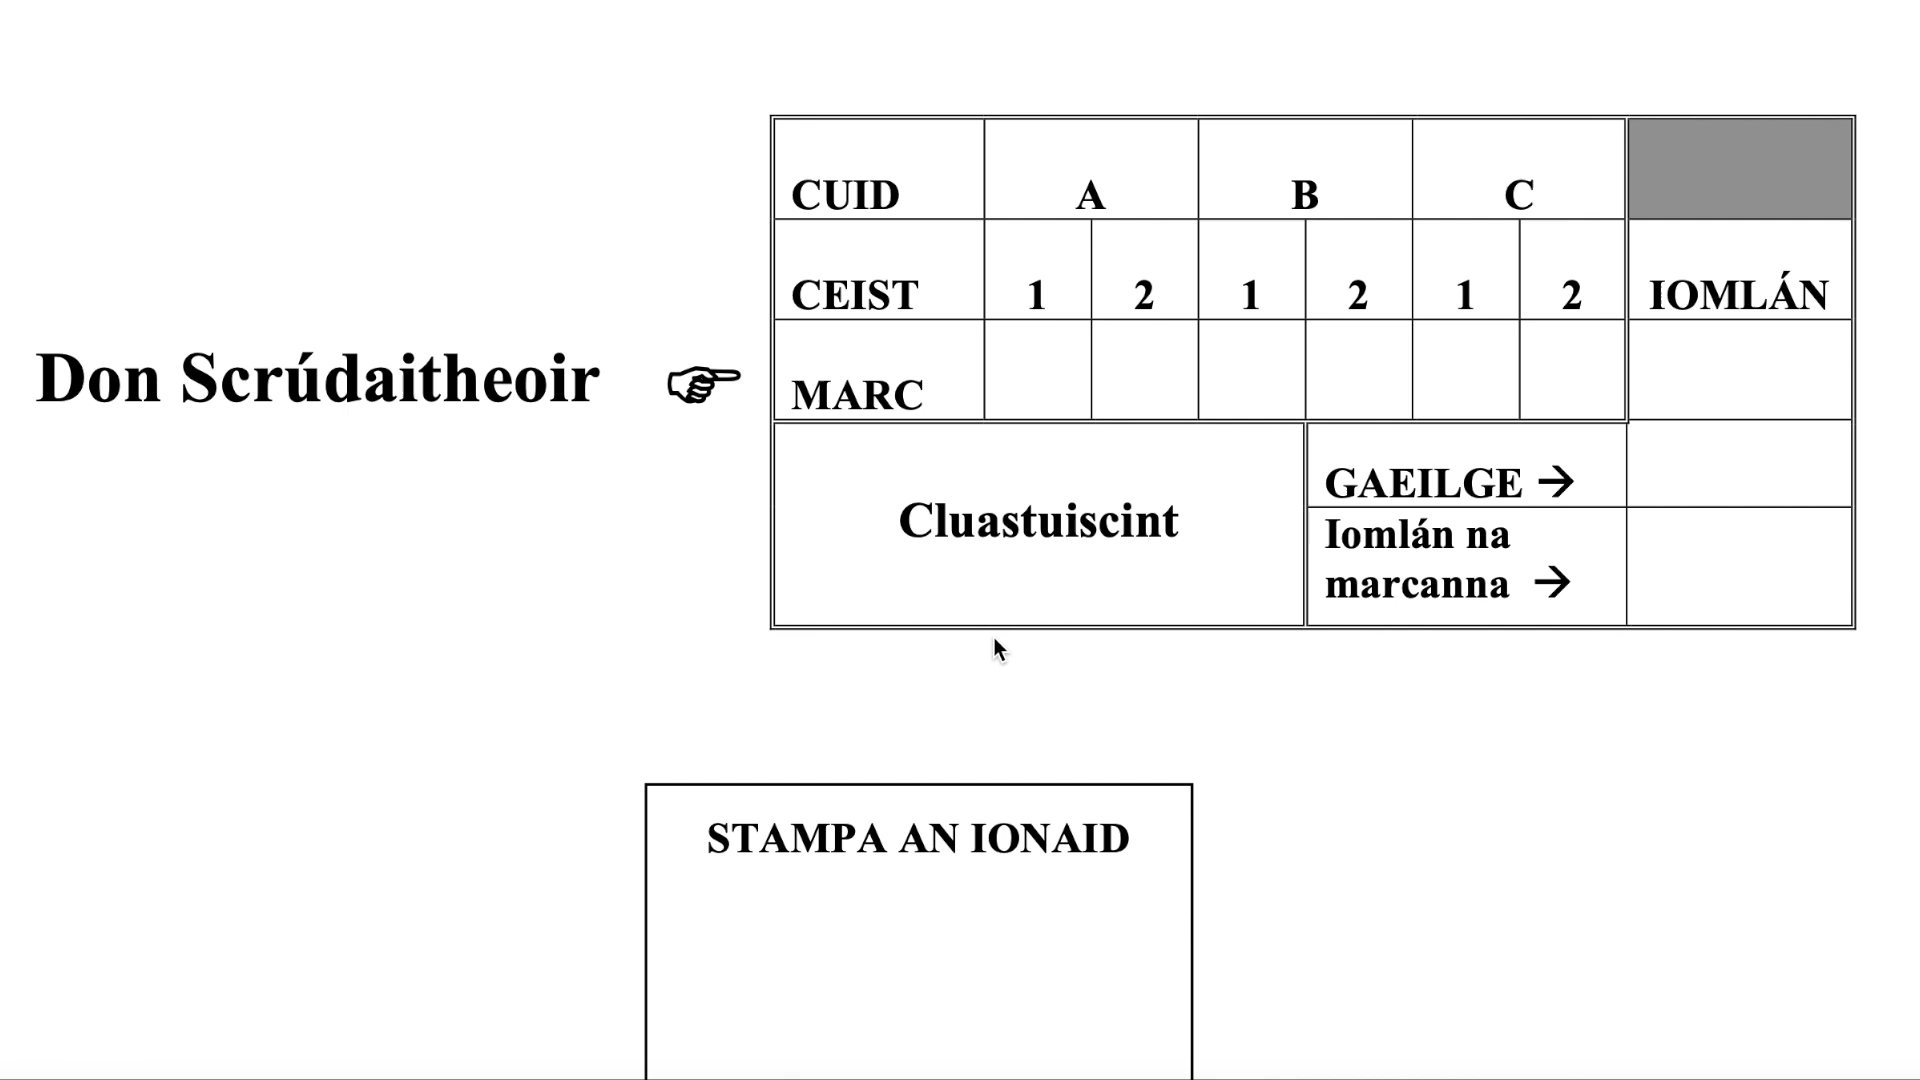 CUID A B C
CEIST 1 2 1 2 1 2 IOMLÁN
Don Scrúdaitheoir ☞
MARC
GAEILGE →
Cluastuiscint
Iomlán na
marcanna →
STAMPA AN IONAID